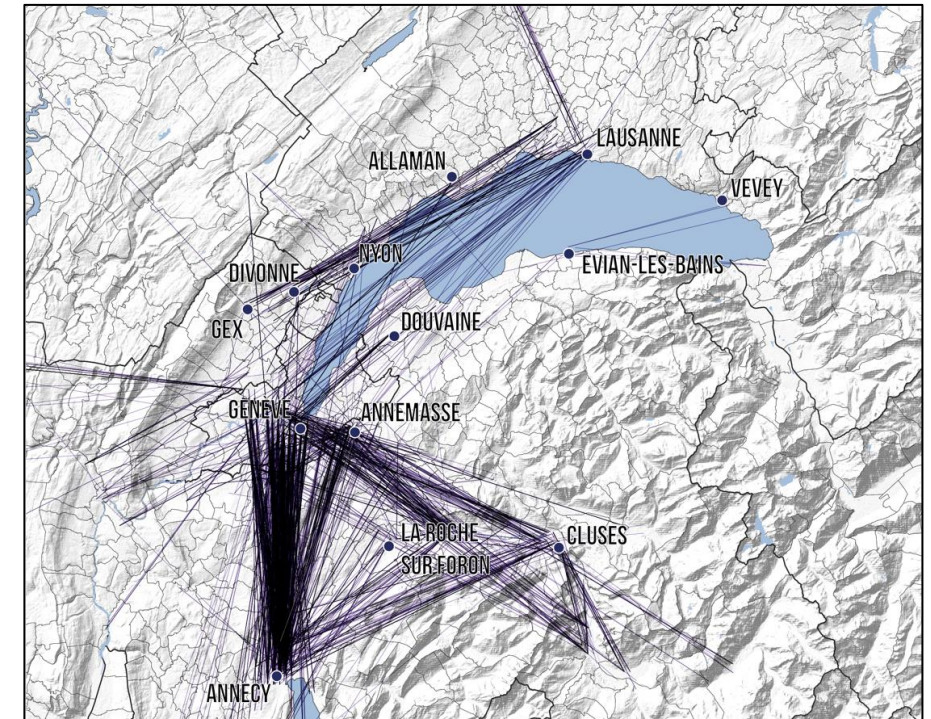 LAUSANNE
ALLAMAN
VEVEY
NYON
EVIAN-LES-BAINS
DIVONNE
GEX
DOUVAINE
GENEVE
ANNEMASSE
LA ROCHE
SUR FORON
CLUSES
ANNECY